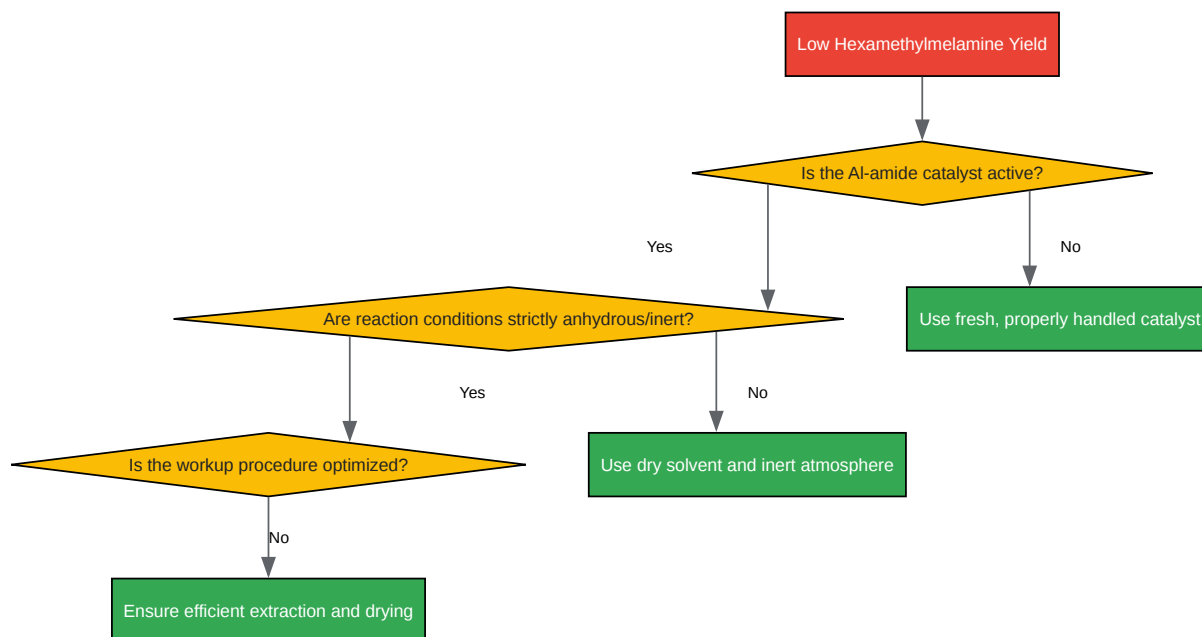 Low Hexamethylmelamine Yield
Is the Al-amide catalyst active?
Yes
No
Are reaction conditions strictly anhydrous/inert?
Use fresh, properly handled catalyst
Yes
No
Is the workup procedure optimized?
Use dry solvent and inert atmosphere
No
Ensure efficient extraction and drying